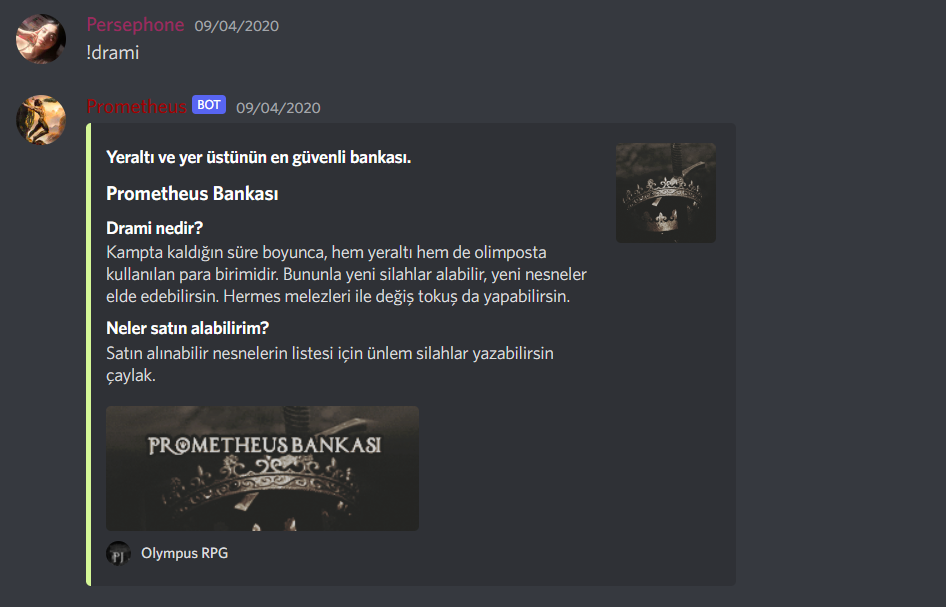 Persephone 09/04/2020
!drami
Prometheus BOT 09/04/2020
Yeraltı ve yer üstünün en güvenli bankası.
Prometheus Bankası
Drami nedir?
Kampta kaldığın süre boyunca, hem yeraltı hem de olimposta
kullanılan para birimidir. Bununla yeni silahlar alabilir, yeni nesneler
elde edebilirsin. Hermes melezleri ile değiş tokuş da yapabilirsin.
Neler satın alabilirim?
Satın alınabilir nesnelerin listesi için ünlem silahlar yazabilirsin
çaylak.
PROMETHEUS BANKASI
PJ Olympus RPG